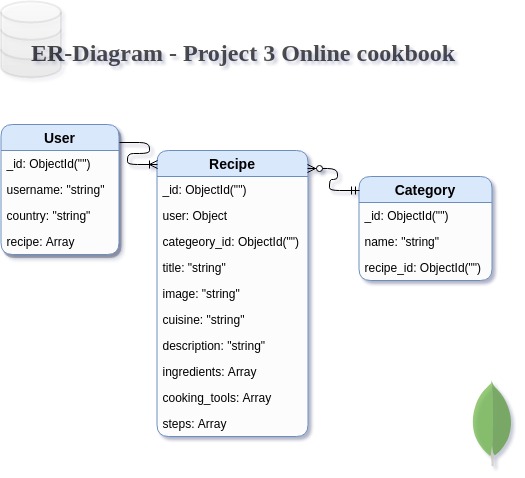 ER-Diagram - Project 3 Online cookbook
User
_id: ObjectId("")
username: "string"
country: "string"
recipe: Array
Recipe
_id: ObjectId("")
user: Object
categeory_id: ObjectId("")
title: "string"
image: "string"
cuisine: "string"
description: "string"
ingredients: Array
cooking_tools: Array
steps: Array
Category
_id: ObjectId("")
name: "string"
recipe_id: ObjectId("")